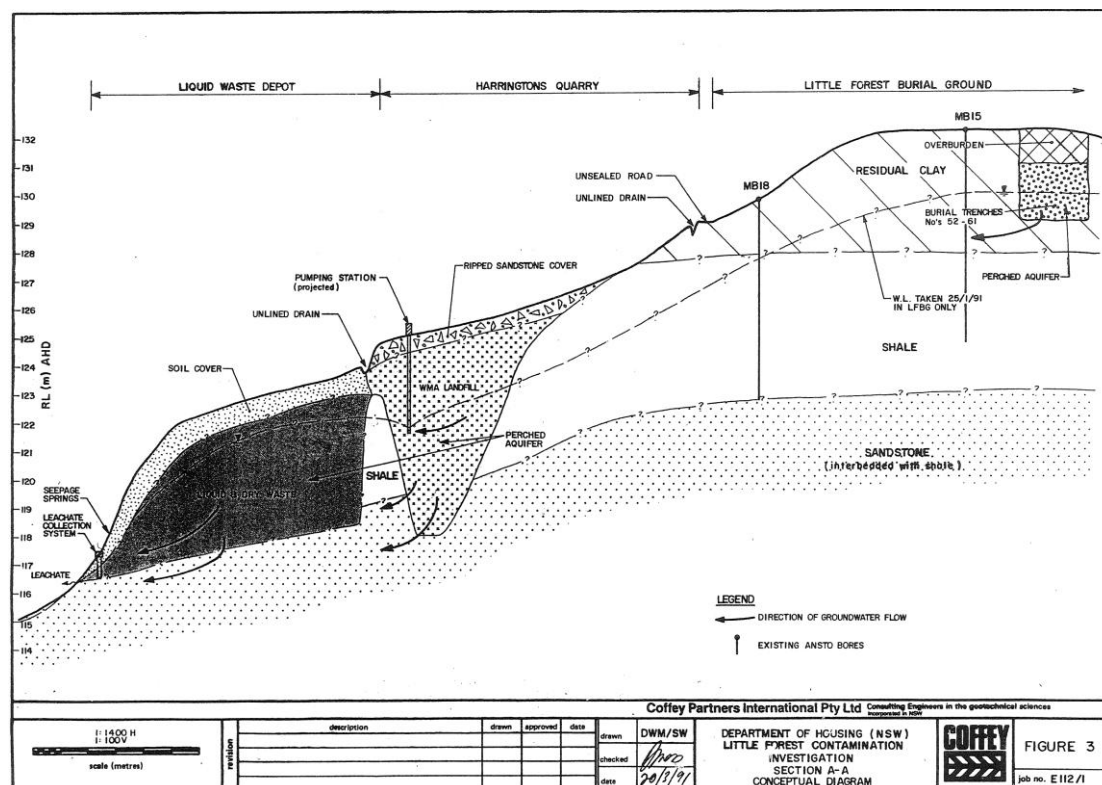 LIQUID WASTE DEPOT
HARRINGTONS QUARRY
LITTLE FOREST BURIAL GROUND
MB15
OVERBURDEN
RESIDUAL CLAY
UNSEALED ROAD
MB18
UNLINED DRAIN
BURIAL TRENCHES
No's 52 - 61
RIPPED SANDSTONE COVER
PUMPING STATION
(projected)
PERCHED AQUIFER
W.L. TAKEN 25/1/91
IN LFBG ONLY
UNLINED DRAIN
SHALE
SOIL COVER
WMA LANDFILL
PERCHED
AQUIFER
SANDSTONE
(interbedded with shale)
SHALE
LIQUID & DRY WASTE
SEEPAGE
SPRINGS
LEACHATE
COLLECTION
SYSTEM
LEACHATE
RL (m) AHD
132
131
130
129
128
127
126
125
124
123
122
121
120
119
118
117
116
115
114
LEGEND
DIRECTION OF GROUNDWATER FLOW
EXISTING ANSTO BORES
Coffey Partners International Pty Ltd Consulting Engineers in the geotechnical sciences
Incorporated in NSW
1:1400 H
1:100 V
scale (metres)
revision
description drawn approved date
drawn DWM/SW
checked
date 20/3/91
DEPARTMENT OF HOUSING (NSW)
LITTLE FOREST CONTAMINATION
INVESTIGATION
SECTION A-A
CONCEPTUAL DIAGRAM
COFFEY
FIGURE 3
job no. E112/1